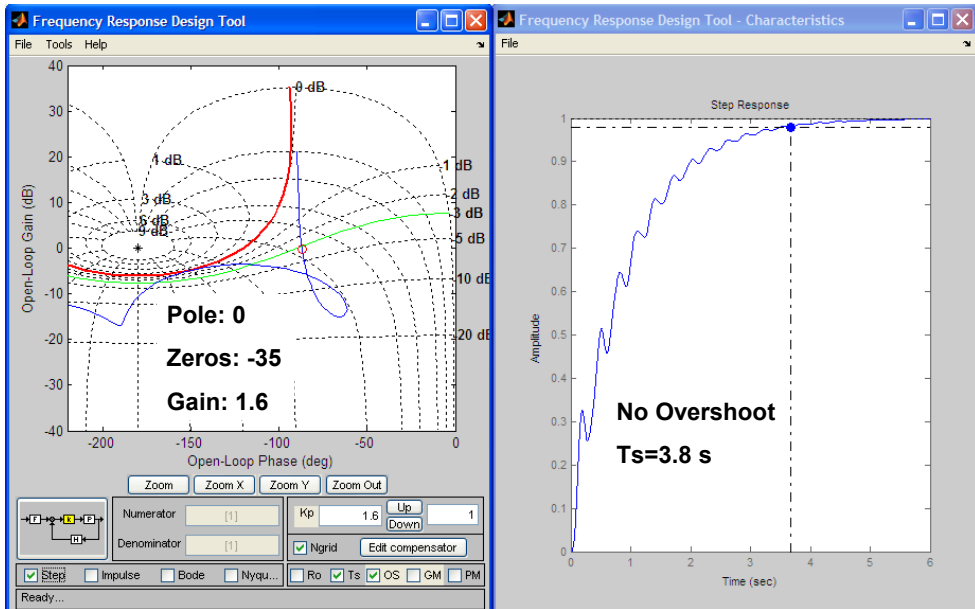 Frequency Response Design Tool
File Tools Help
40
30
20
10
0
-10
-20
-30
-40
Open-Loop Gain (dB)
0 dB
1 dB
3 dB
6 dB
9 dB
-1 dB
-2 dB
-3 dB
-5 dB
-10 dB
-20 dB
Pole: 0
Zeros: -35
Gain: 1.6
-200 -150 -100 -50 0
Open-Loop Phase (deg)
Zoom Zoom X Zoom Y Zoom Out
F k P H
Numerator [1]
Denominator [1]
Kp 1.6 Up Down 1
Ngrid Edit compensator
Step Impulse Bode Nyqu... Ro Ts OS GM PM
Ready...
Frequency Response Design Tool - Characteristics
File
Step Response
1
0.9
0.8
0.7
0.6
0.5
0.4
0.3
0.2
0.1
0
Amplitude
No Overshoot
Ts=3.8 s
0 1 2 3 4 5 6
Time (sec)